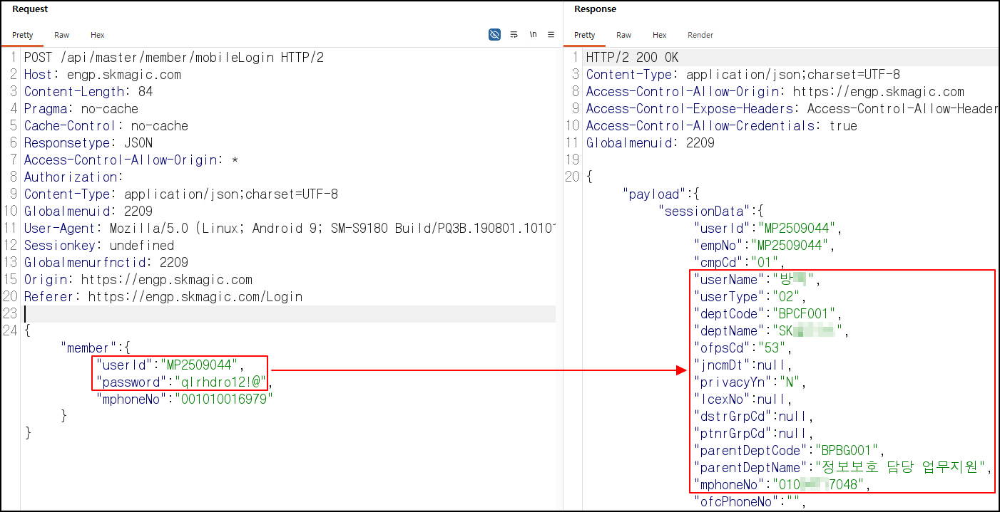 Request
Pretty Raw Hex \n
1 POST /api/master/member/mobileLogin HTTP/2
2 Host: engp.skmagic.com
3 Content-Length: 84
4 Pragma: no-cache
5 Cache-Control: no-cache
6 Responsetype: JSON
7 Access-Control-Allow-Origin: *
8 Authorization:
9 Content-Type: application/json;charset=UTF-8
10 Globalmenuid: 2209
11 User-Agent: Mozilla/5.0 (Linux; Android 9; SM-S9180 Build/PQ3B.190801.1010
12 Sessionkey: undefined
13 Globalmenurfnctid: 2209
15 Origin: https://engp.skmagic.com
20 Referer: https://engp.skmagic.com/Login
23
24 {
"member":{
"userId":"MP2509044",
"password":"qlrhdro12!@",
"mphoneNo":"001010016979"
}
}
Response
Pretty Raw Hex Render
1 HTTP/2 200 OK
3 Content-Type: application/json;charset=UTF-8
8 Access-Control-Allow-Origin: https://engp.skmagic.com
9 Access-Control-Expose-Headers: Access-Control-Allow-Header
10 Access-Control-Allow-Credentials: true
11 Globalmenuid: 2209
19
20 {
"payload":{
"sessionData":{
"userId":"MP2509044",
"empNo":"MP2509044",
"cmpCd":"01",
"userName":"방",
"userType":"02",
"deptCode":"BPCF001",
"deptName":"SK",
"ofpsCd":"53",
"jncmDt":null,
"privacyYn":"N",
"lcexNo":null,
"dstrGrpCd":null,
"ptnrGrpCd":null,
"parentDeptCode":"BPBG001",
"parentDeptName":"정보보호 담당 업무지원",
"mphoneNo":"010 7048",
"ofcPhoneNo":"",